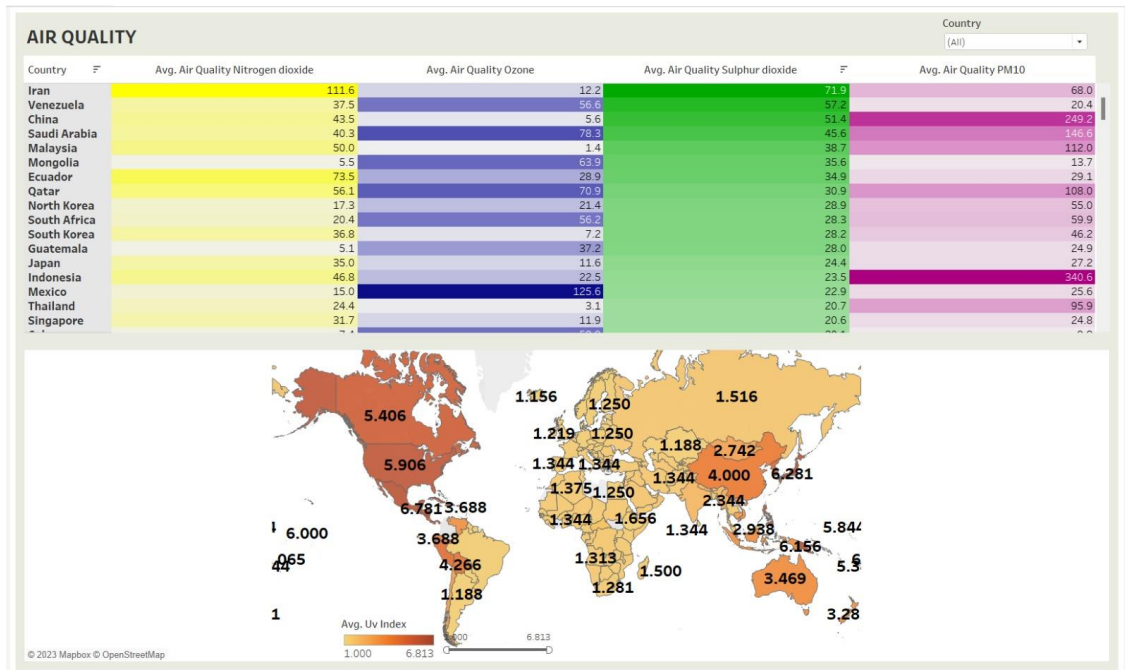 Country
AIR QUALITY
(All)
Country Avg. Air Quality Nitrogen dioxide Avg. Air Quality Ozone Avg. Air Quality Sulphur dioxide Avg. Air Quality PM10
Iran 111.6 12.2 71.9 68.0
Venezuela 37.5 56.6 57.2 20.4
China 43.5 5.6 51.4 249.2
Saudi Arabia 40.3 78.3 45.6 146.6
Malaysia 50.0 1.4 38.7 112.0
Mongolia 5.5 63.9 35.6 13.7
Ecuador 73.5 28.9 34.9 29.1
Qatar 56.1 70.9 30.9 108.0
North Korea 17.3 21.4 28.9 55.0
South Africa 20.4 56.2 28.3 59.9
South Korea 36.8 7.2 28.2 46.2
Guatemala 5.1 37.2 28.0 24.9
Japan 35.0 11.6 24.4 27.2
Indonesia 46.8 22.5 23.5 340.6
Mexico 15.0 125.6 22.9 25.6
Thailand 24.4 3.1 20.7 95.9
Singapore 31.7 11.9 20.6 24.8
1.156 1.250 1.516
5.406
1.219 1.250
1.188 2.742
5.906 1.344 1.344 1.344 4.000 6.281
1.375 1.250 2.344
6.781 3.688
1.344 1.656 1.344 2.938 5.844
6.000
3.688 6.156
4.266 1.313 1.500 3.469
1.188 1.281
3.28
Avg. Uv Index
6.813
1.000 6.813
© 2023 Mapbox © OpenStreetMap